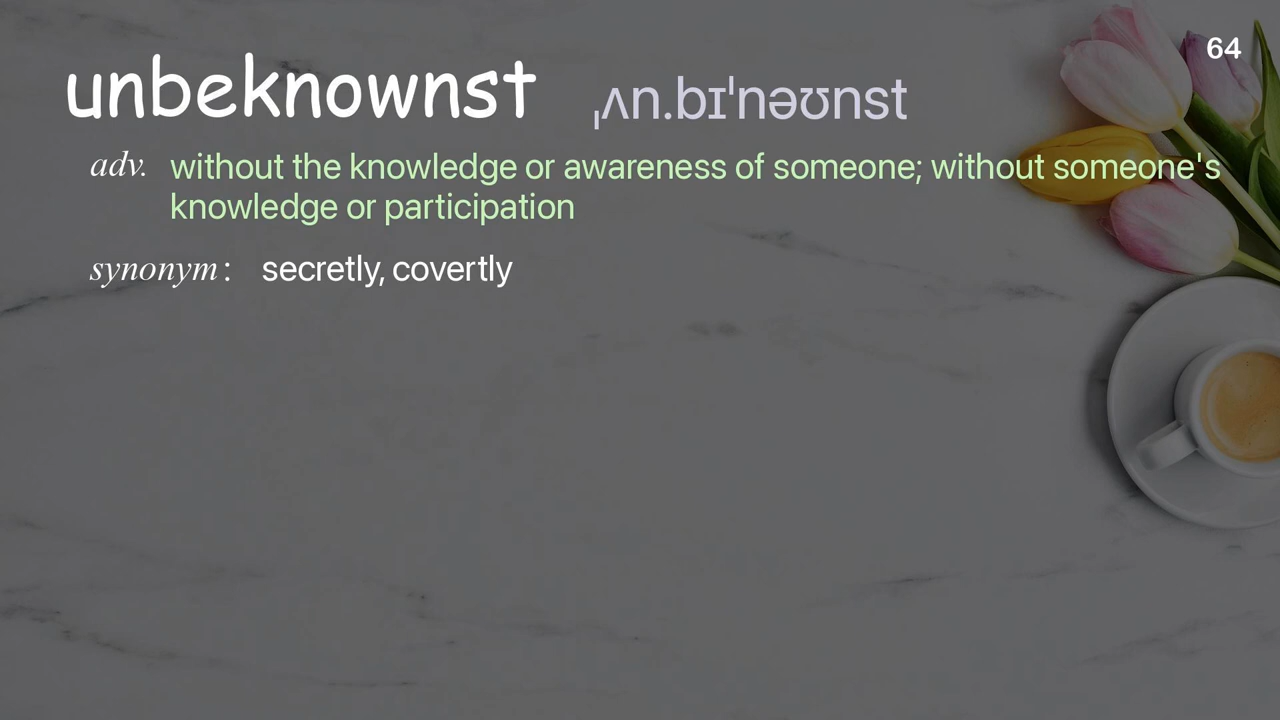 64
unbeknownst ˌʌn.bɪˈnəʊnst
adv. without the knowledge or awareness of someone; without someone's
knowledge or participation
synonym: secretly, covertly